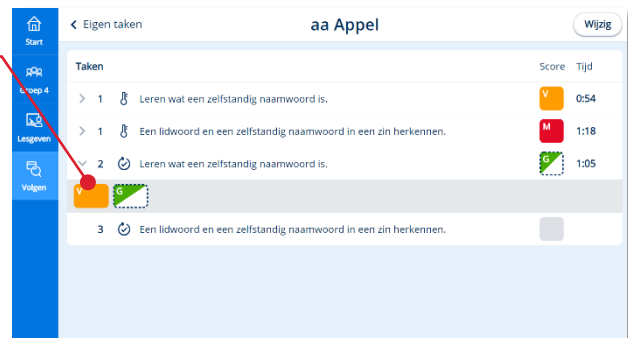 Start
Groep 4
Lesgeven
Volgen
Eigen taken
aa Appel
Wijzig
Taken Score Tijd
1 Leren wat een zelfstandig naamwoord is. V G 0:54
1 Een lidwoord en een zelfstandig naamwoord in een zin herkennen. M 1:18
2 Leren wat een zelfstandig naamwoord is. G 1:05
V G
3 Een lidwoord en een zelfstandig naamwoord in een zin herkennen.